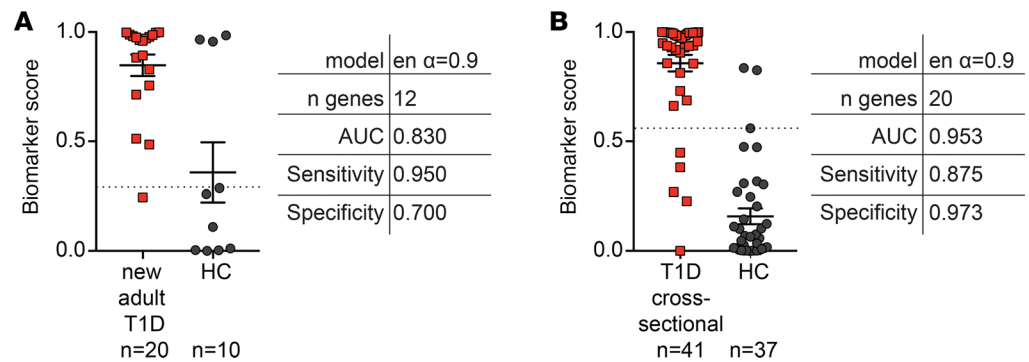 A
Biomarker score
1.0
0.5
0.0
new
adult
T1D
n=20
HC
n=10
model en α=0.9
n genes 12
AUC 0.830
Sensitivity 0.950
Specificity 0.700
B
Biomarker score
1.0
0.5
0.0
T1D
cross-
sectional
n=41
HC
n=37
model en α=0.9
n genes 20
AUC 0.953
Sensitivity 0.875
Specificity 0.973